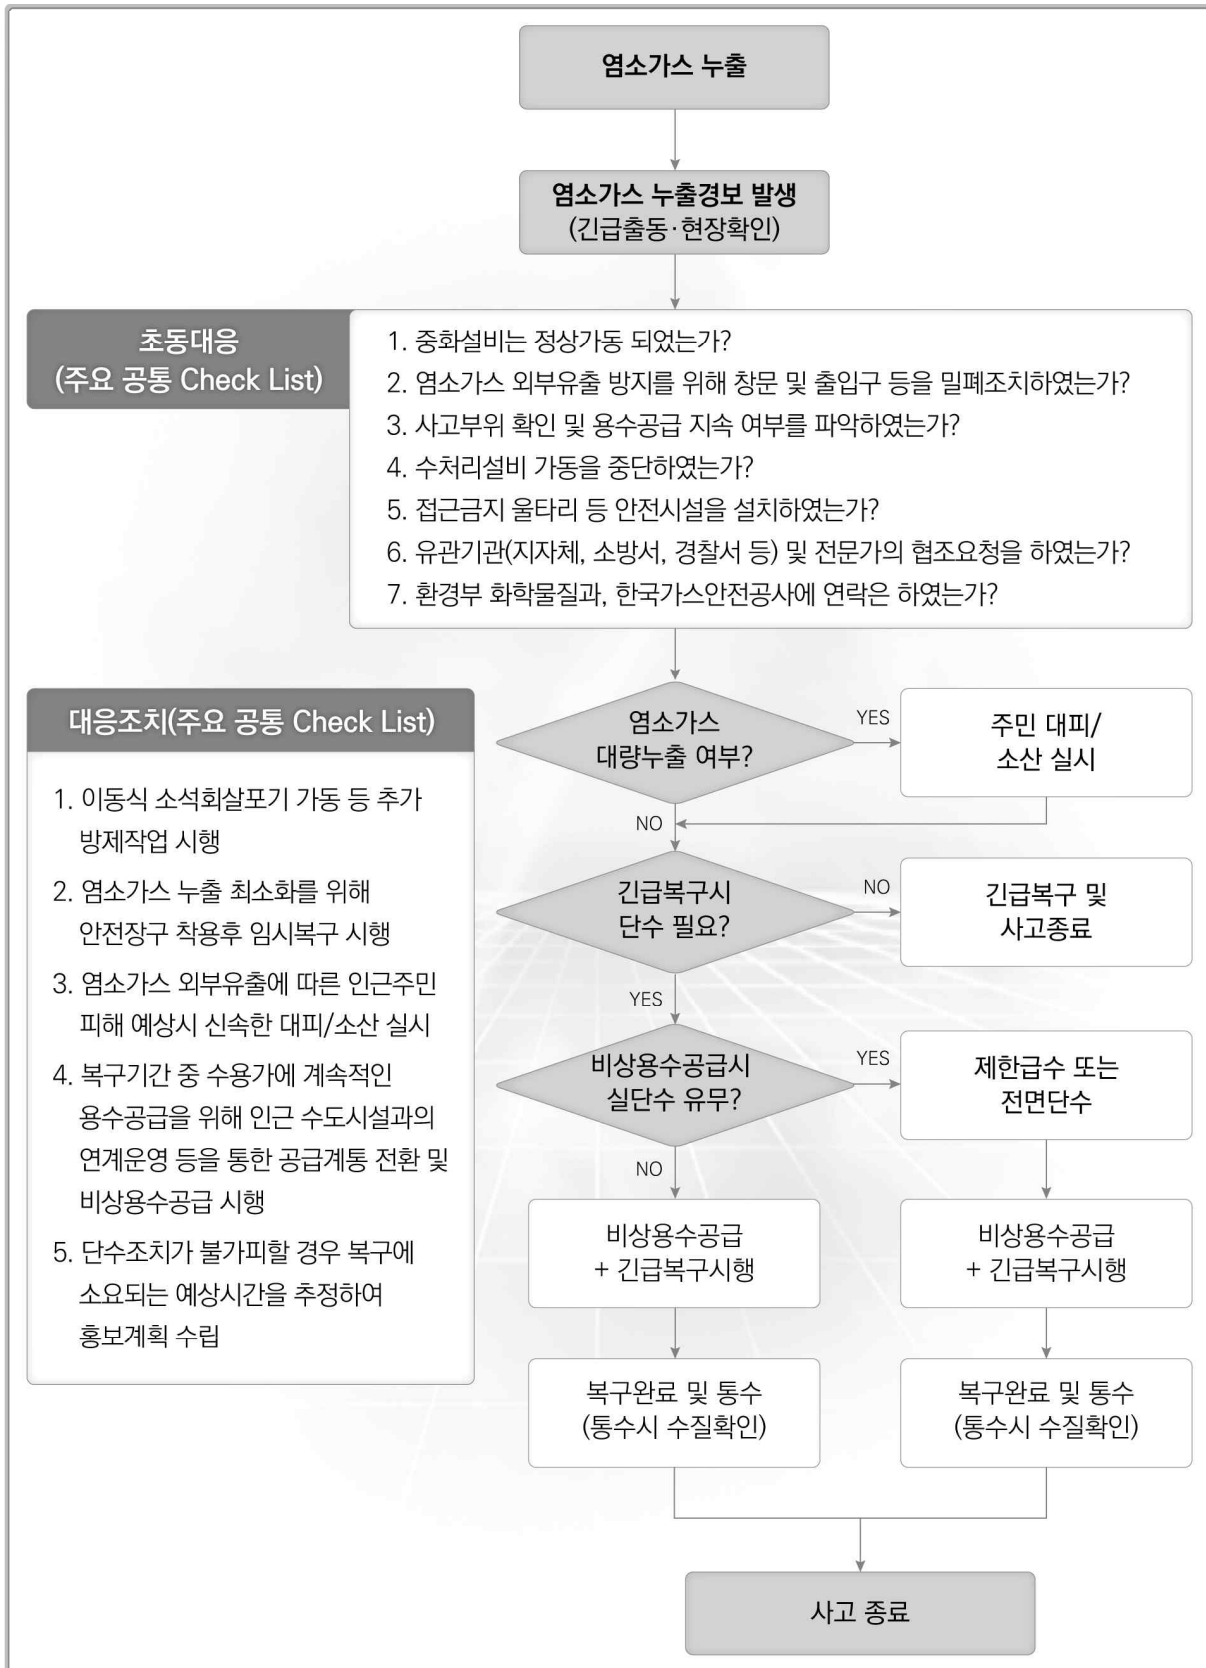 염소가스 누출
염소가스 누출경보 발생
(긴급출동·현장확인)
초동대응
(주요 공통 Check List)
1. 중화설비는 정상가동 되었는가?
2. 염소가스 외부유출 방지를 위해 창문 및 출입구 등을 밀폐조치하였는가?
3. 사고부위 확인 및 용수공급 지속 여부를 파악하였는가?
4. 수처리설비 가동을 중단하였는가?
5. 접근금지 울타리 등 안전시설을 설치하였는가?
6. 유관기관(지자체, 소방서, 경찰서 등) 및 전문가의 협조요청을 하였는가?
7. 환경부 화학물질과, 한국가스안전공사에 연락은 하였는가?
대응조치(주요 공통 Check List)
1. 이동식 소석회살포기 가동 등 추가
방제작업 시행
2. 염소가스 누출 최소화를 위해
안전장구 착용후 임시복구 시행
3. 염소가스 외부유출에 따른 인근주민
피해 예상시 신속한 대피/소산 실시
4. 복구기간 중 수용가에 계속적인
용수공급을 위해 인근 수도시설과의
연계운영 등을 통한 공급계통 전환 및
비상용수공급 시행
5. 단수조치가 불가피할 경우 복구에
소요되는 예상시간을 추정하여
홍보계획 수립
염소가스
대량누출 여부?
YES
주민 대피/
소산 실시
NO
긴급복구시
단수 필요?
NO
긴급복구 및
사고종료
YES
비상용수공급시
실단수 유무?
YES
제한급수 또는
전면단수
NO
비상용수공급
+ 긴급복구시행
비상용수공급
+ 긴급복구시행
복구완료 및 통수
(통수시 수질확인)
복구완료 및 통수
(통수시 수질확인)
사고 종료